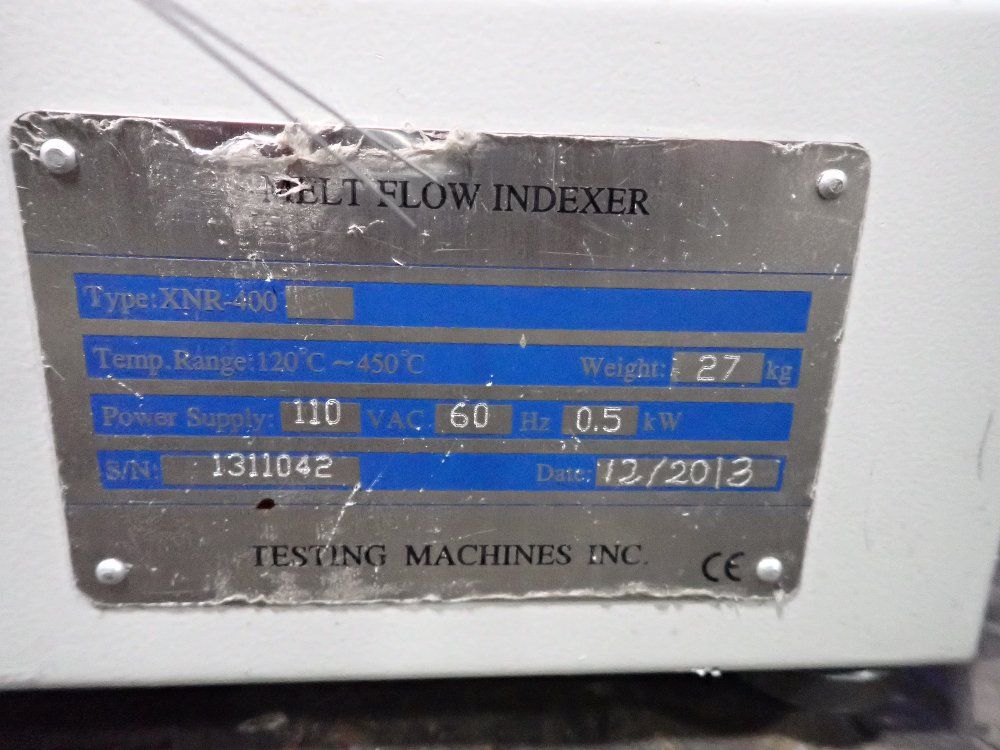 MELT FLOW INDEXER
Type:XNR-400
Temp.Range:120℃～450℃ Weight: 27 kg
Power Supply: 110 VAC 60 Hz 0.5 kW
S/N: 1311042 Date: 12/2013
TESTING MACHINES INC. CE